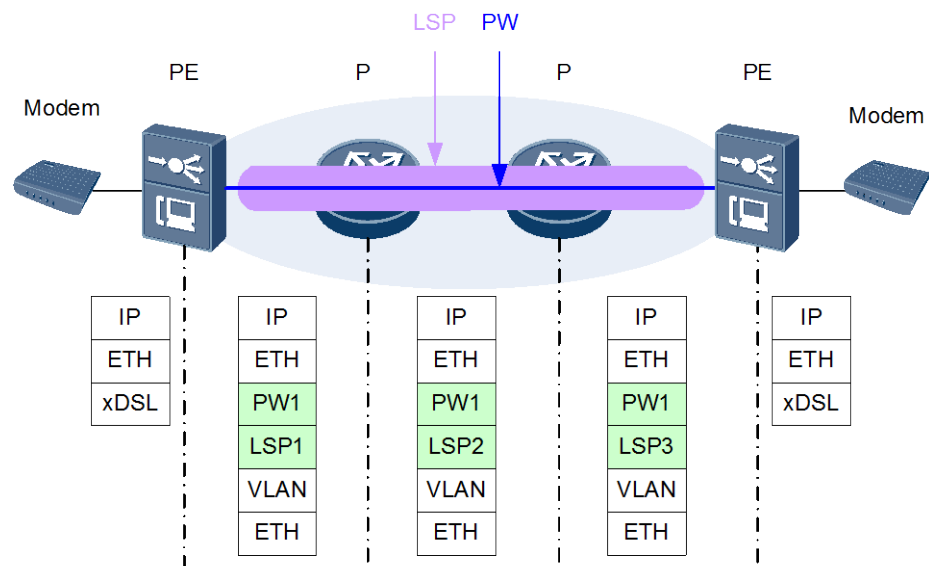 LSP PW
PE P P PE
Modem Modem
IP IP IP IP IP
ETH ETH ETH ETH ETH
xDSL PW1 PW1 PW1 xDSL
LSP1 LSP2 LSP3
VLAN VLAN VLAN
ETH ETH ETH